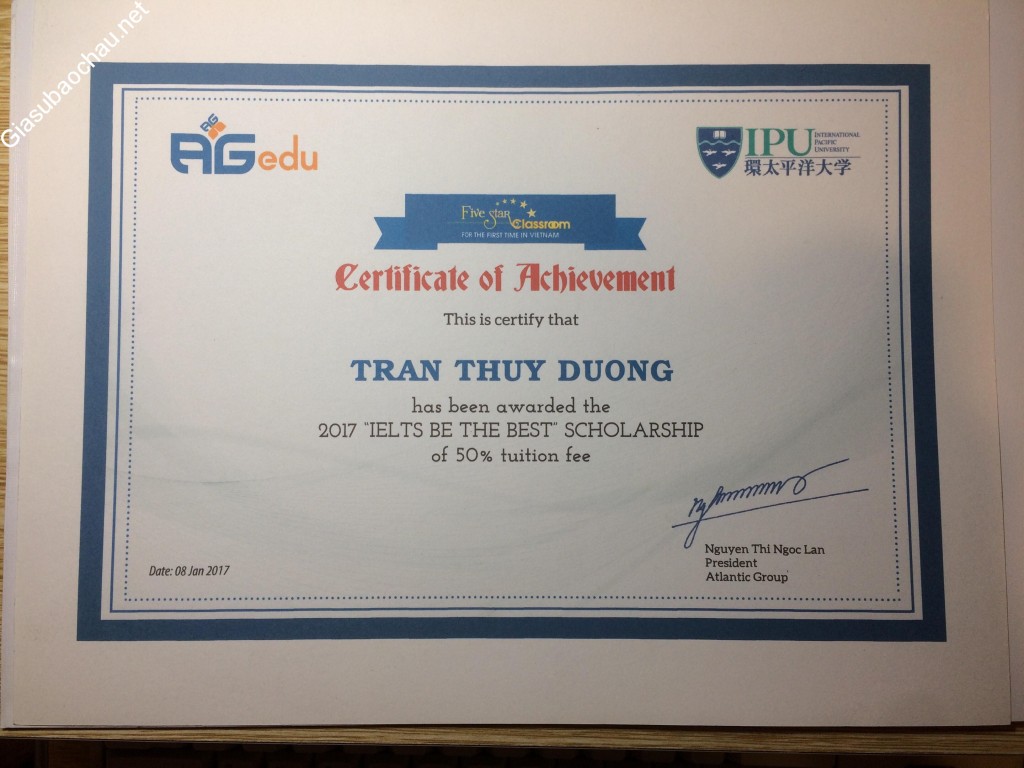 Giasubaochau.net
AG
AGedu
IPU
INTERNATIONAL
PACIFIC
UNIVERSITY
環太平洋大学
Five Star Classroom
FOR THE FIRST TIME IN VIETNAM
Certificate of Achievement
This is certify that
TRAN THUY DUONG
has been awarded the
2017 "IELTS BE THE BEST" SCHOLARSHIP
of 50% tuition fee
Nguyen Thi Ngoc Lan
President
Atlantic Group
Date: 08 Jan 2017